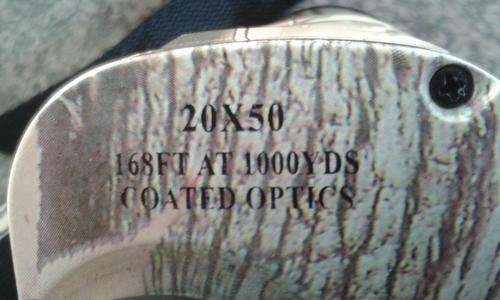 20X50
168FT AT 1000YDS
COATED OPTICS